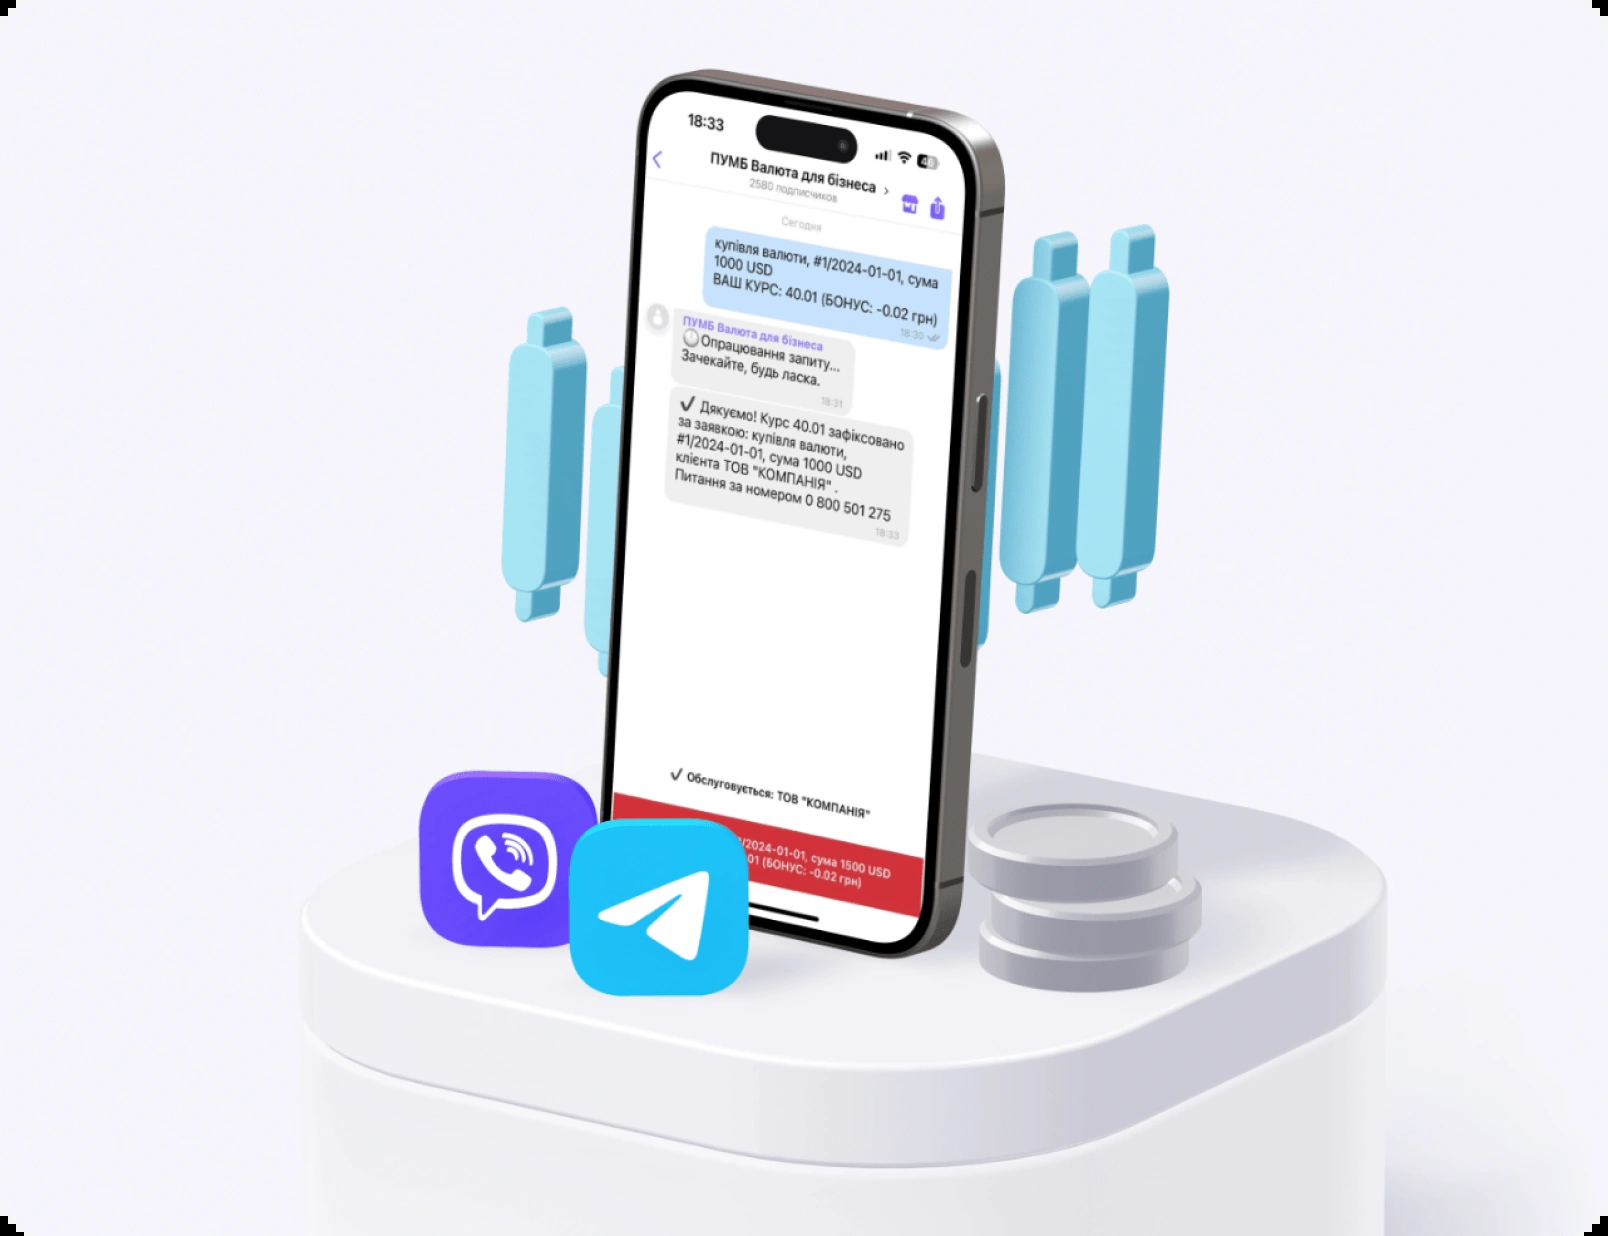 18:33
48
ПУМБ Валюта для бізнеса
2580 подписчиков
Сегодня
купівля валюти, #1/2024-01-01, сума
1000 USD
ВАШ КУРС: 40.01 (БОНУС: -0.02 грн)
18:30
ПУМБ Валюта для бізнеса
Опрацювання запиту...
Зачекайте, будь ласка.
18:31
✓ Дякуємо! Курс 40.01 зафіксовано
за заявкою: купівля валюти,
#1/2024-01-01, сума 1000 USD
клієнта ТОВ "КОМПАНІЯ" .
Питання за номером 0 800 501 275
18:33
✓ Обслуговується: ТОВ "КОМПАНІЯ"
/2024-01-01, сума 1500 USD
01 (БОНУС: -0.02 грн)